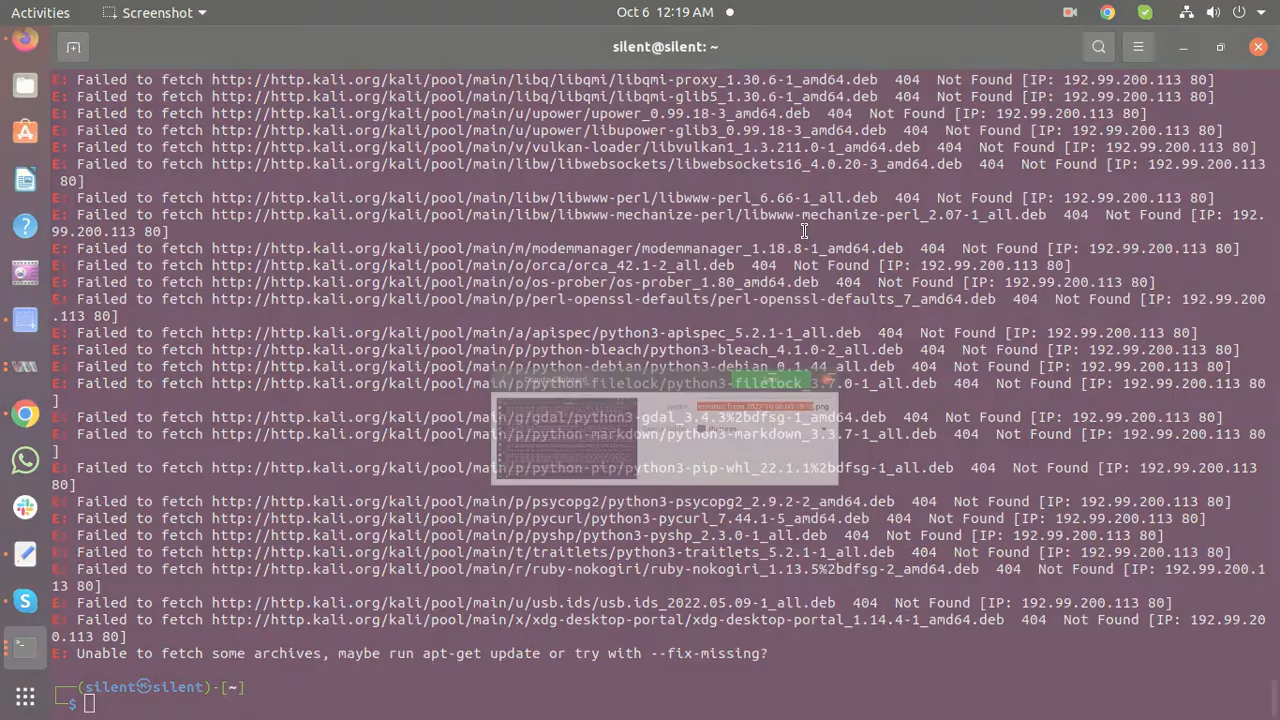 Activities
Screenshot
Oct 6 12:19 AM
silent@silent: ~
E: Failed to fetch http://http.kali.org/kali/pool/main/libq/libqmi/libqmi-proxy_1.30.6-1_amd64.deb 404 Not Found [IP: 192.99.200.113 80]
E: Failed to fetch http://http.kali.org/kali/pool/main/libq/libqmi/libqmi-glib5_1.30.6-1_amd64.deb 404 Not Found [IP: 192.99.200.113 80]
E: Failed to fetch http://http.kali.org/kali/pool/main/u/upower/upower_0.99.18-3_amd64.deb 404 Not Found [IP: 192.99.200.113 80]
E: Failed to fetch http://http.kali.org/kali/pool/main/u/upower/libupower-glib3_0.99.18-3_amd64.deb 404 Not Found [IP: 192.99.200.113 80]
E: Failed to fetch http://http.kali.org/kali/pool/main/v/vulkan-loader/libvulkan1_1.3.211.0-1_amd64.deb 404 Not Found [IP: 192.99.200.113 80]
E: Failed to fetch http://http.kali.org/kali/pool/main/libw/libwebsockets/libwebsockets16_4.0.20-3_amd64.deb 404 Not Found [IP: 192.99.200.113
80]
E: Failed to fetch http://http.kali.org/kali/pool/main/libw/libwww-perl/libwww-perl_6.66-1_all.deb 404 Not Found [IP: 192.99.200.113 80]
E: Failed to fetch http://http.kali.org/kali/pool/main/libw/libwww-mechanize-perl/libwww-mechanize-perl_2.07-1_all.deb 404 Not Found [IP: 192.
99.200.113 80]
E: Failed to fetch http://http.kali.org/kali/pool/main/m/modemmanager/modemmanager_1.18.8-1_amd64.deb 404 Not Found [IP: 192.99.200.113 80]
E: Failed to fetch http://http.kali.org/kali/pool/main/o/orca/orca_42.1-2_all.deb 404 Not Found [IP: 192.99.200.113 80]
E: Failed to fetch http://http.kali.org/kali/pool/main/o/os-prober/os-prober_1.80_amd64.deb 404 Not Found [IP: 192.99.200.113 80]
E: Failed to fetch http://http.kali.org/kali/pool/main/p/perl-openssl-defaults/perl-openssl-defaults_7_amd64.deb 404 Not Found [IP: 192.99.200
.113 80]
E: Failed to fetch http://http.kali.org/kali/pool/main/a/apispec/python3-apispec_5.2.1-1_all.deb 404 Not Found [IP: 192.99.200.113 80]
E: Failed to fetch http://http.kali.org/kali/pool/main/p/python-bleach/python3-bleach_4.1.0-2_all.deb 404 Not Found [IP: 192.99.200.113 80]
E: Failed to fetch http://http.kali.org/kali/pool/main/p/python-debian/python3-debian_0.1.44_all.deb 404 Not Found [IP: 192.99.200.113 80]
E: Failed to fetch http://http.kali.org/kali/pool/main/p/python-filelock/python3-filelock_3.7.0-1_all.deb 404 Not Found [IP: 192.99.200.113 80
]
E: Failed to fetch http://http.kali.org/kali/pool/main/g/gdal/python3-gdal_3.4.3%2bdfsg-1_amd64.deb 404 Not Found [IP: 192.99.200.113 80]
E: Failed to fetch http://http.kali.org/kali/pool/main/p/python-markdown/python3-markdown_3.3.7-1_all.deb 404 Not Found [IP: 192.99.200.113 80
]
E: Failed to fetch http://http.kali.org/kali/pool/main/p/python-pip/python3-pip-whl_22.1.1%2bdfsg-1_all.deb 404 Not Found [IP: 192.99.200.113
80]
E: Failed to fetch http://http.kali.org/kali/pool/main/p/psycopg2/python3-psycopg2_2.9.2-2_amd64.deb 404 Not Found [IP: 192.99.200.113 80]
E: Failed to fetch http://http.kali.org/kali/pool/main/p/pycurl/python3-pycurl_7.44.1-5_amd64.deb 404 Not Found [IP: 192.99.200.113 80]
E: Failed to fetch http://http.kali.org/kali/pool/main/p/pyshp/python3-pyshp_2.3.0-1_all.deb 404 Not Found [IP: 192.99.200.113 80]
E: Failed to fetch http://http.kali.org/kali/pool/main/t/traitlets/python3-traitlets_5.2.1-1_all.deb 404 Not Found [IP: 192.99.200.113 80]
E: Failed to fetch http://http.kali.org/kali/pool/main/r/ruby-nokogiri/ruby-nokogiri_1.13.5%2bdfsg-2_amd64.deb 404 Not Found [IP: 192.99.200.1
13 80]
E: Failed to fetch http://http.kali.org/kali/pool/main/u/usb.ids/usb.ids_2022.05.09-1_all.deb 404 Not Found [IP: 192.99.200.113 80]
E: Failed to fetch http://http.kali.org/kali/pool/main/x/xdg-desktop-portal/xdg-desktop-portal_1.14.4-1_amd64.deb 404 Not Found [IP: 192.99.20
0.113 80]
E: Unable to fetch some archives, maybe run apt-get update or try with --fix-missing?
┌──(silent㉿silent)-[~]
└─$